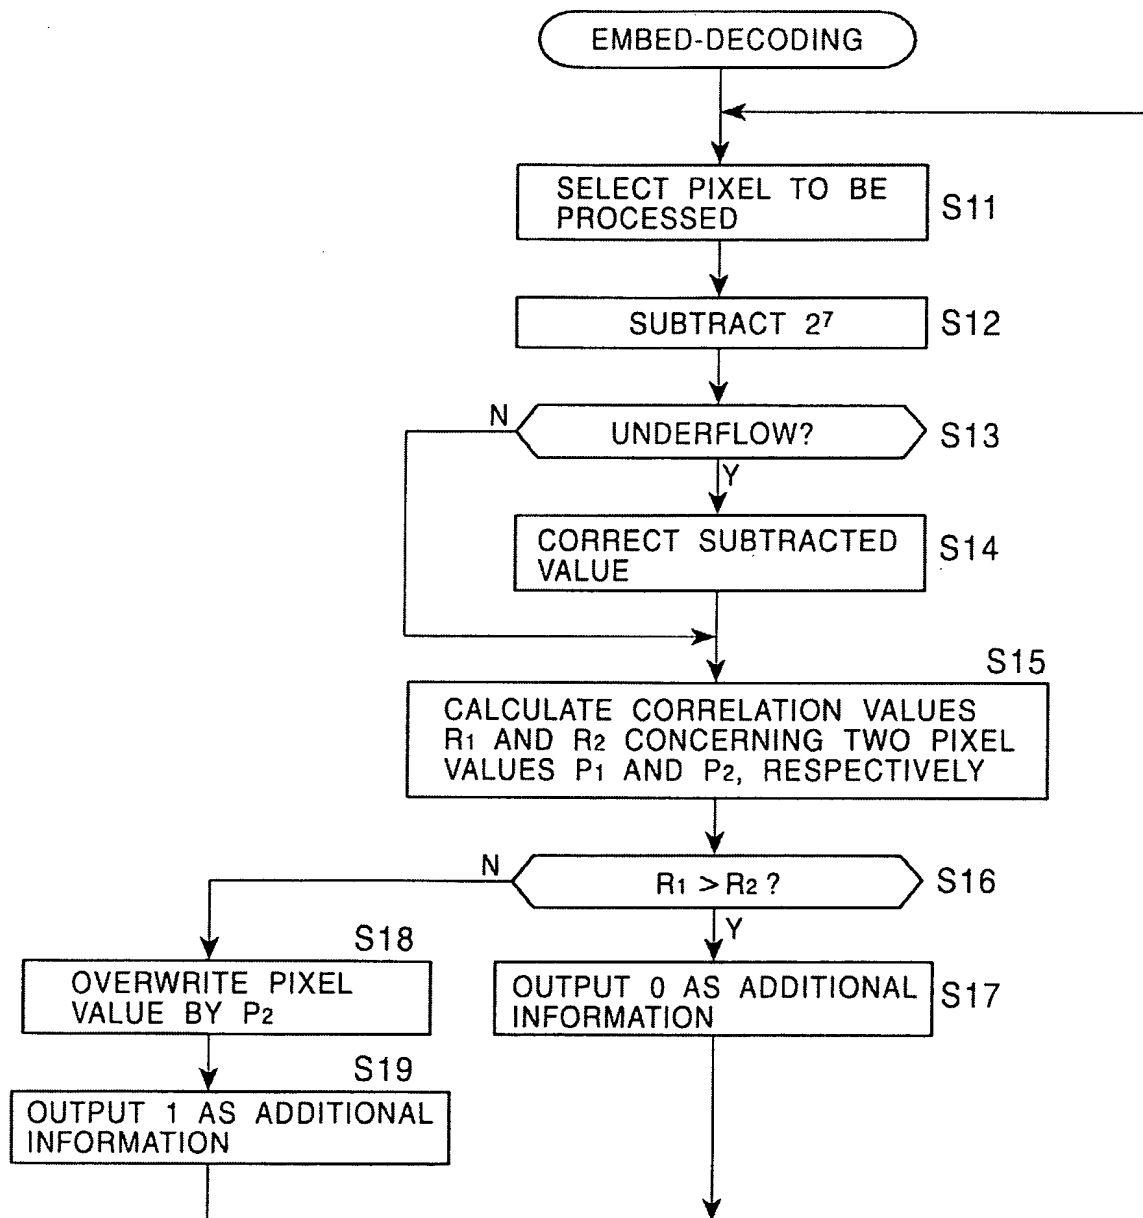 EMBED-DECODING
SELECT PIXEL TO BE
PROCESSED
S11
SUBTRACT 2⁷
S12
N
UNDERFLOW?
S13
Y
CORRECT SUBTRACTED
VALUE
S14
S15
CALCULATE CORRELATION VALUES
R1 AND R2 CONCERNING TWO PIXEL
VALUES P1 AND P2, RESPECTIVELY
N
R1 > R2 ?
S16
Y
S18
OVERWRITE PIXEL
VALUE BY P2
OUTPUT 0 AS ADDITIONAL
INFORMATION
S17
S19
OUTPUT 1 AS ADDITIONAL
INFORMATION